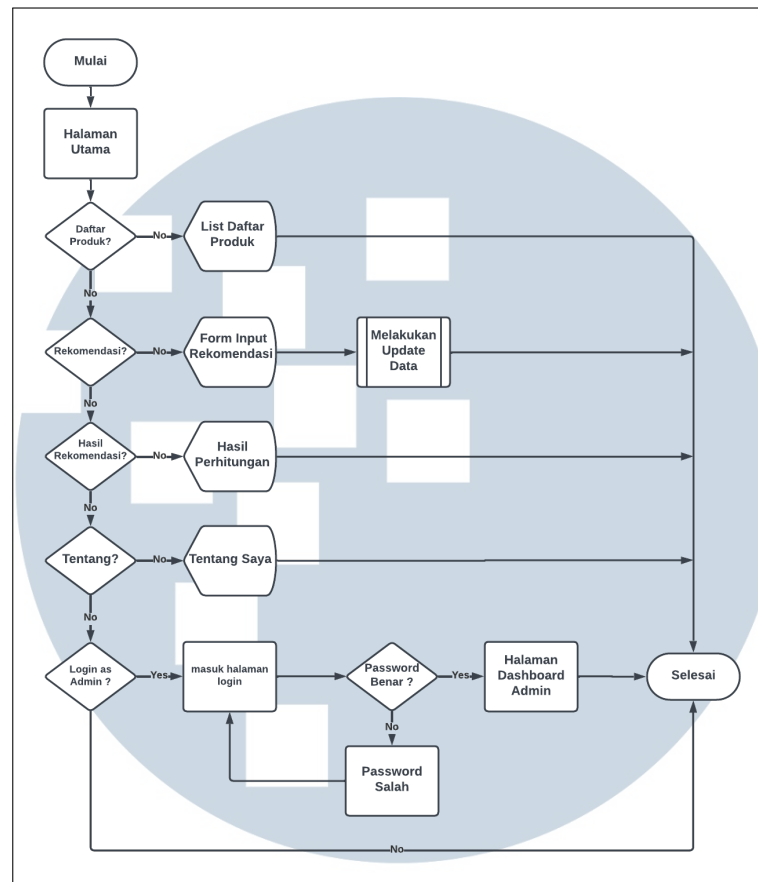 Mulai
Halaman
Utama
Daftar
Produk?
No
List Daftar
Produk
No
Rekomendasi?
No
Form Input
Rekomendasi
Melakukan
Update
Data
No
Hasil
Rekomendasi?
No
Hasil
Perhitungan
No
Tentang?
No
Tentang Saya
No
Login as
Admin ?
Yes
masuk halaman
login
Password
Benar ?
Yes
Halaman
Dashboard
Admin
Selesai
No
Password
Salah
No